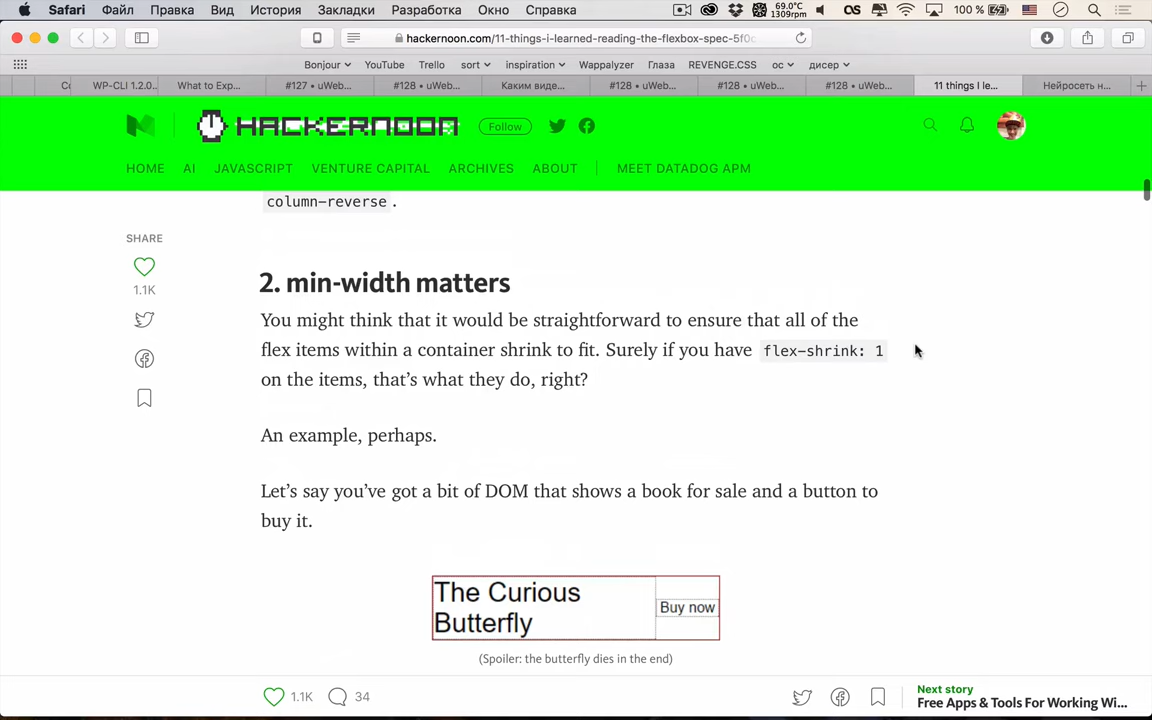 Safari Файл Правка Вид История Закладки Разработка Окно Справка 69.0°C 1309rpm 100 %
hackernoon.com/11-things-i-learned-reading-the-flexbox-spec-5f0c
Bonjour YouTube Trello sort inspiration Wappalyzer Глаза REVENGE.CSS ос дисер
WP-CLI 1.2.0.. What to Exp... #127 • uWeb... #128 • uWeb... Каким виде... #128 • uWeb... #128 • uWeb... #128 • uWeb... 11 things I le... Нейросеть н...
HACKERNOON Follow
HOME AI JAVASCRIPT VENTURE CAPITAL ARCHIVES ABOUT MEET DATADOG APM
column-reverse .
SHARE
1.1K
2. min-width matters
You might think that it would be straightforward to ensure that all of the
flex items within a container shrink to fit. Surely if you have flex-shrink: 1
on the items, that’s what they do, right?
An example, perhaps.
Let’s say you’ve got a bit of DOM that shows a book for sale and a button to
buy it.
The Curious
Butterfly
Buy now
(Spoiler: the butterfly dies in the end)
1.1K 34
Next story
Free Apps & Tools For Working Wi...